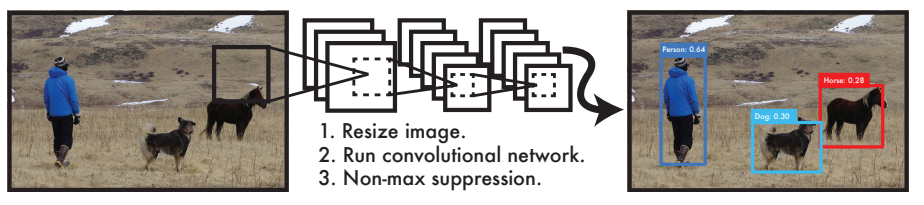 1. Resize image.
2. Run convolutional network.
3. Non-max suppression.
Person: 0.64
Dog: 0.30
Horse: 0.28